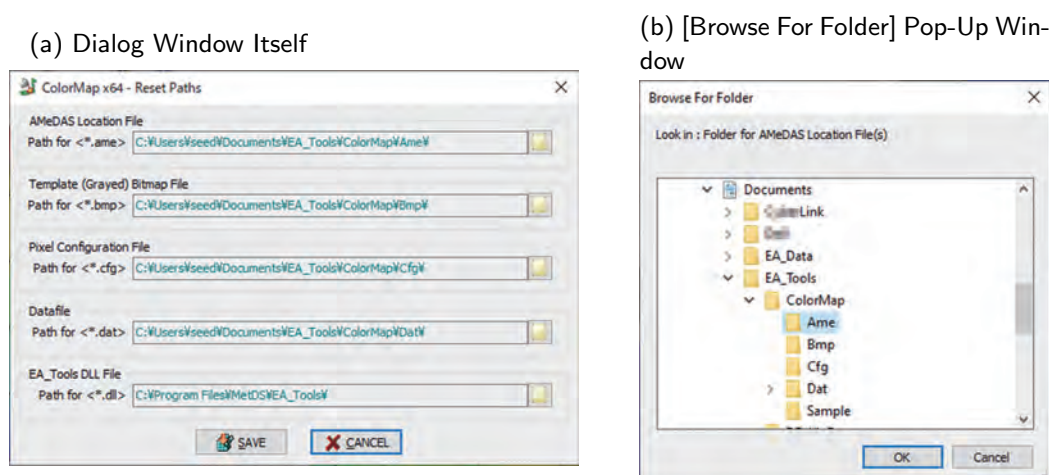 (a) Dialog Window Itself
ColorMap x64 - Reset Paths
AMeDAS Location File
Path for <*.ame> C:¥Users¥seed¥Documents¥EA_Tools¥ColorMap¥Ame¥
Template (Grayed) Bitmap File
Path for <*.bmp> C:¥Users¥seed¥Documents¥EA_Tools¥ColorMap¥Bmp¥
Pixel Configuration File
Path for <*.cfg> C:¥Users¥seed¥Documents¥EA_Tools¥ColorMap¥Cfg¥
Datafile
Path for <*.dat> C:¥Users¥seed¥Documents¥EA_Tools¥ColorMap¥Dat¥
EA_Tools DLL File
Path for <*.dll> C:¥Program Files¥MetDS¥EA_Tools¥
SAVE CANCEL
(b) [Browse For Folder] Pop-Up Win-
dow
Browse For Folder
Look in : Folder for AMeDAS Location File(s)
Documents
EA_Data
EA_Tools
ColorMap
Ame
Bmp
Cfg
Dat
Sample
OK Cancel